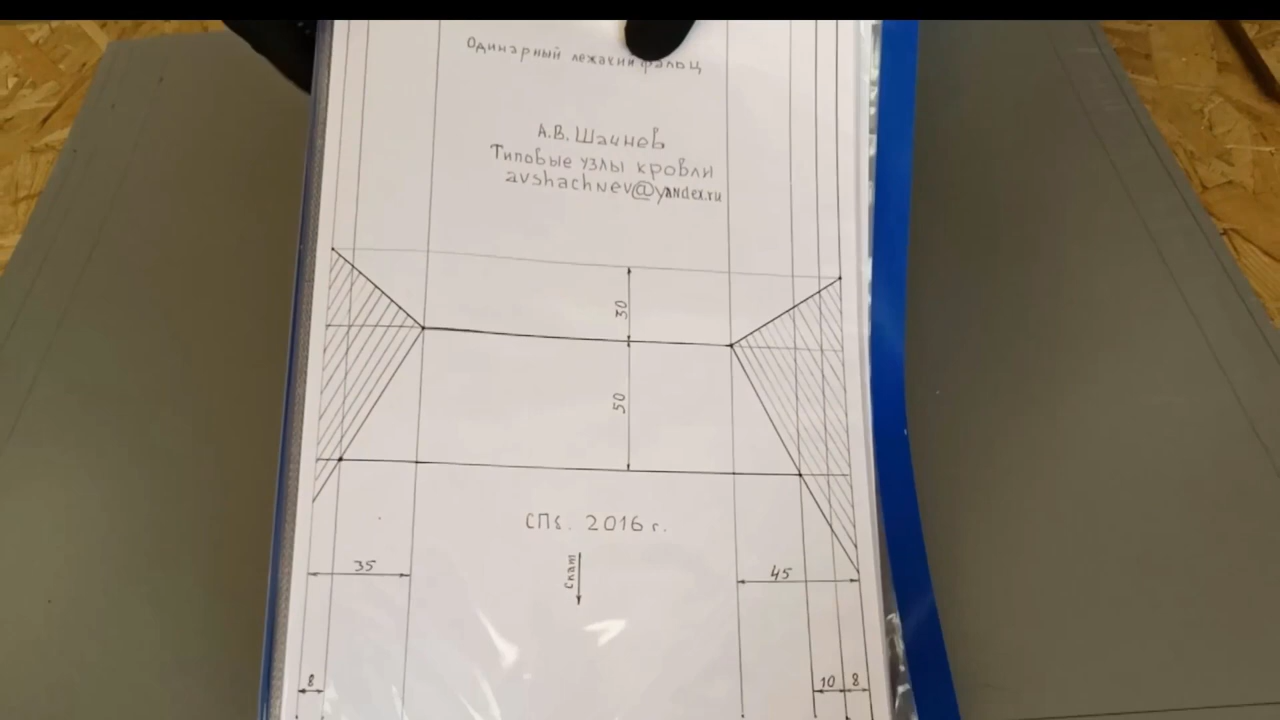 Одинарный лежачий фальц
А.В. Шачнев
Типовые узлы кровли
avshachnev@yandex.ru
30
50
СПб. 2016 г.
Скат
35
45
8
10
8